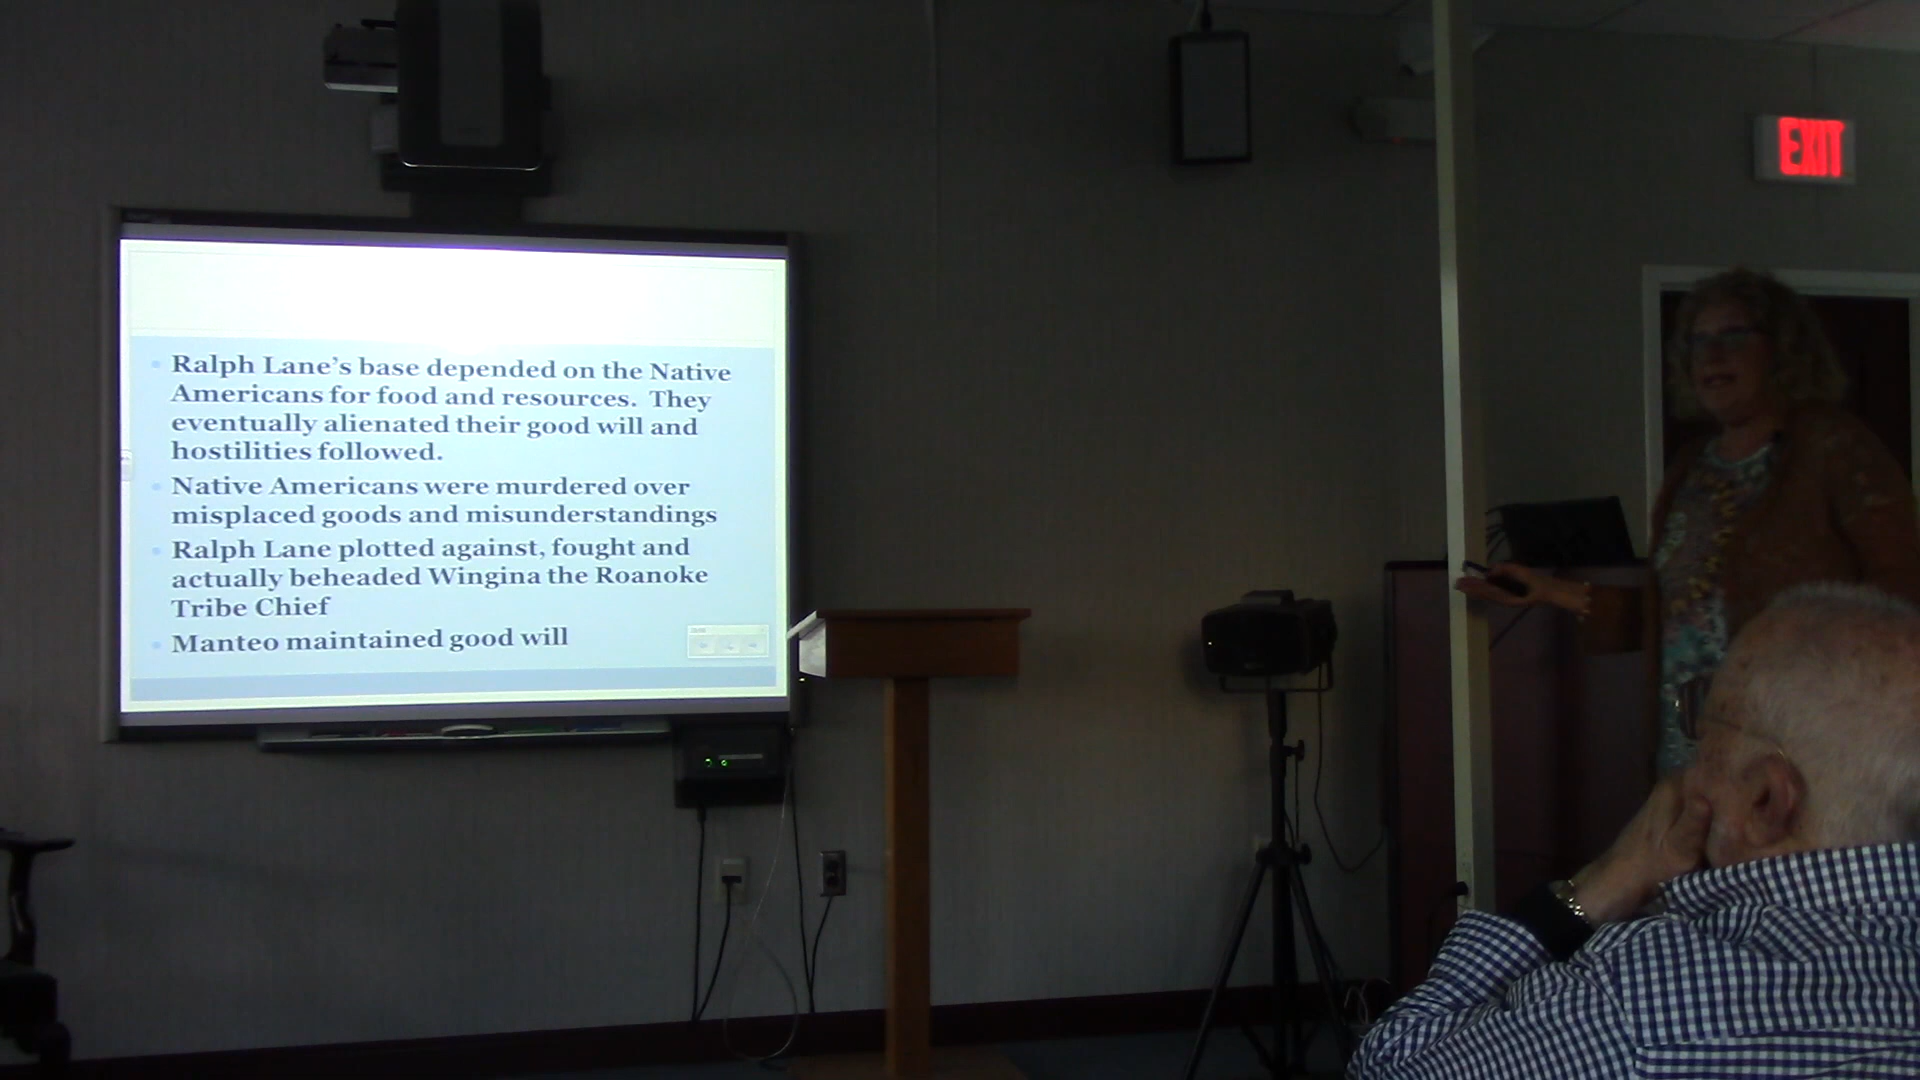 EXIT
Ralph Lane's base depended on the Native
Americans for food and resources. They
eventually alienated their good will and
hostilities followed.
Native Americans were murdered over
misplaced goods and misunderstandings
Ralph Lane plotted against, fought and
actually beheaded Wingina the Roanoke
Tribe Chief
Manteo maintained good will